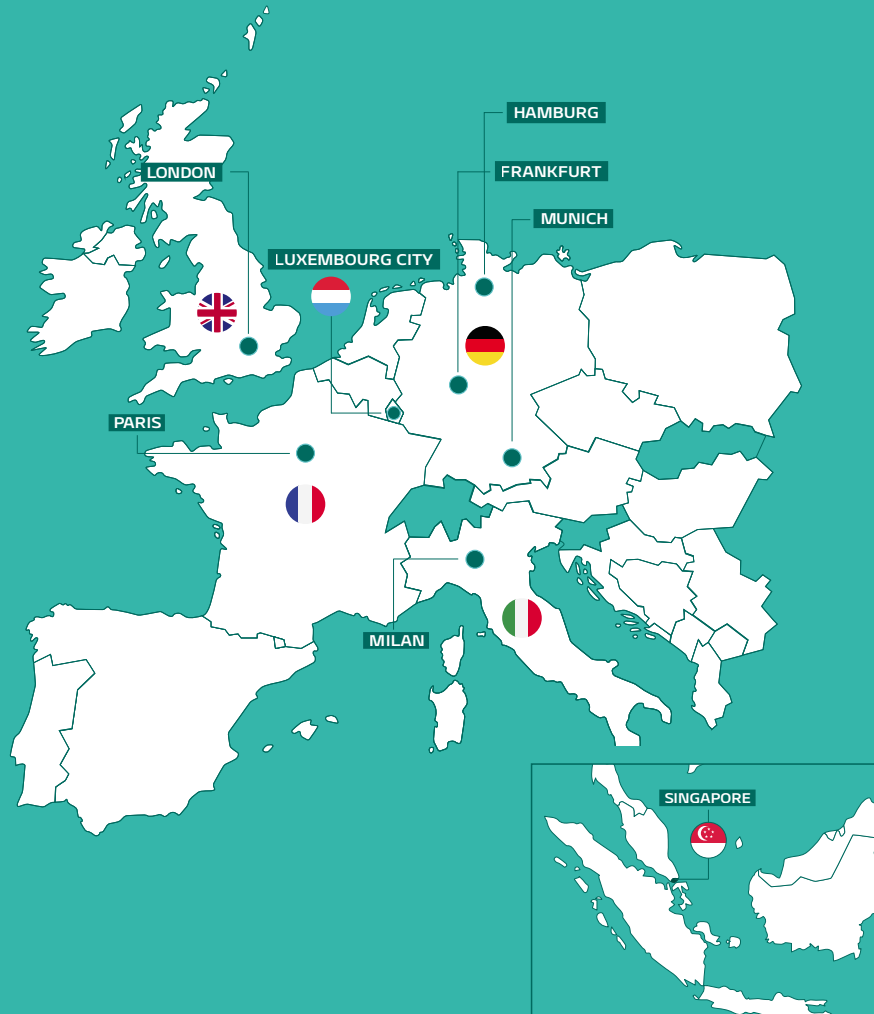 HAMBURG
FRANKFURT
LONDON
MUNICH
LUXEMBOURG CITY
PARIS
MILAN
SINGAPORE